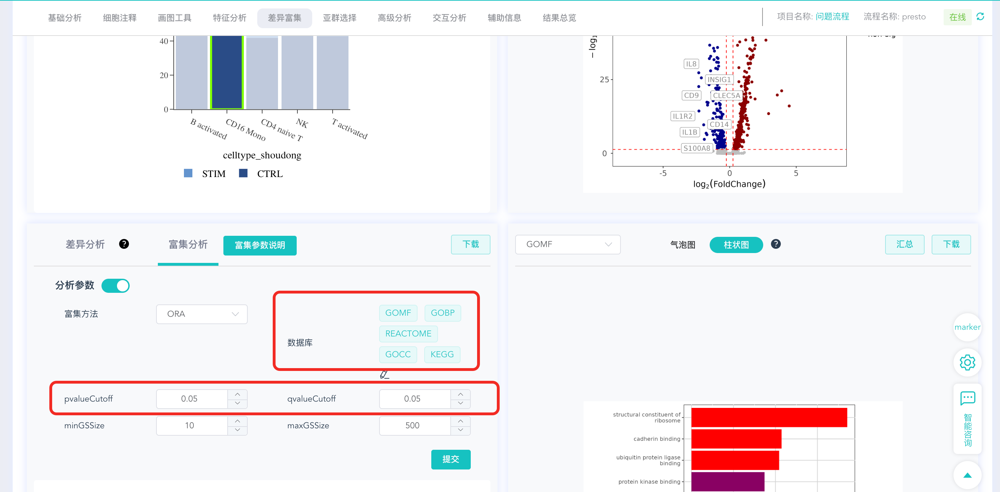 基础分析 细胞注释 画图工具 特征分析 差异富集 亚群选择 高级分析 交互分析 辅助信息 结果总览 项目名称: 问题流程 流程名称: presto 在线
40
20
0
B activated CD16 Mono CD4 naive T NK T activated
celltype_shoudong
STIM CTRL
25
0
IL8
INSIG1
CD9 CLEC5A
IL1R2
CD14
IL1B
S100A8
-5 0 5
log2(FoldChange)
差异分析 ? 富集分析 富集参数说明 下载
分析参数
富集方法 ORA
数据库
GOMF GOBP
REACTOME
GOCC KEGG
pvalueCutoff 0.05 qvalueCutoff 0.05
minGSSize 10 maxGSSize 500
提交
GOMF 气泡图 柱状图 ? 汇总 下载
structural constituent of
ribosome
cadherin binding
ubiquitin protein ligase
binding
protein kinase binding
marker
智能咨询